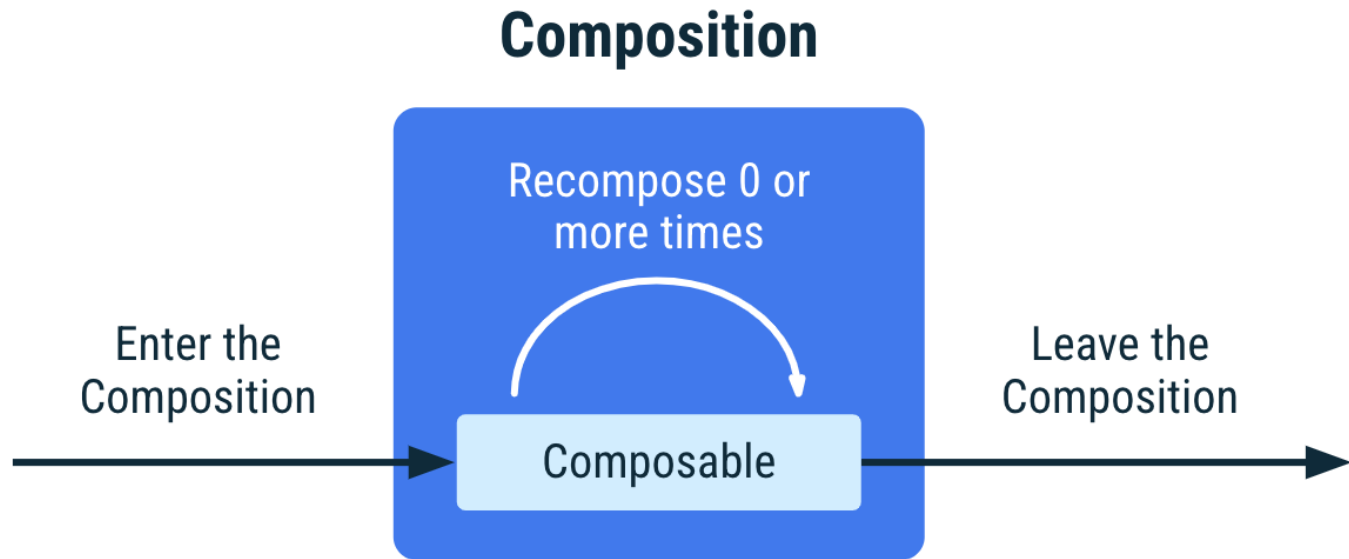 Composition
Recompose 0 or
more times
Enter the
Composition
Leave the
Composition
Composable